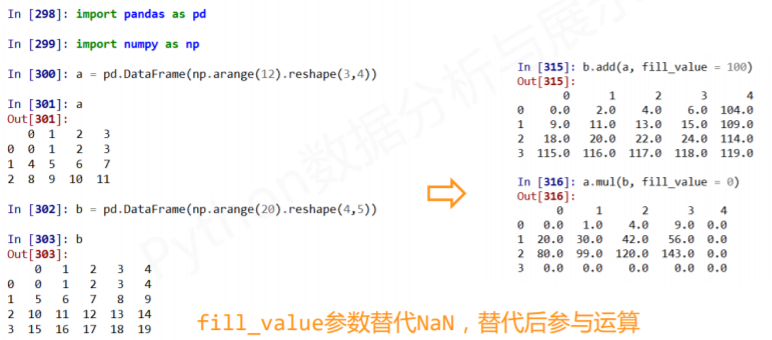 In [298]: import pandas as pd
In [299]: import numpy as np
In [300]: a = pd.DataFrame(np.arange(12).reshape(3,4))
In [301]: a
Out[301]:
   0  1   2   3
0  0  1   2   3
1  4  5   6   7
2  8  9  10  11
In [302]: b = pd.DataFrame(np.arange(20).reshape(4,5))
In [303]: b
Out[303]:
    0   1   2   3   4
0   0   1   2   3   4
1   5   6   7   8   9
2  10  11  12  13  14
3  15  16  17  18  19
In [315]: b.add(a, fill_value = 100)
Out[315]:
       0      1      2      3      4
0    0.0    2.0    4.0    6.0  104.0
1    9.0   11.0   13.0   15.0  109.0
2   18.0   20.0   22.0   24.0  114.0
3  115.0  116.0  117.0  118.0  119.0
In [316]: a.mul(b, fill_value = 0)
Out[316]:
      0     1      2      3    4
0   0.0   1.0    4.0    9.0  0.0
1  20.0  30.0   42.0   56.0  0.0
2  80.0  99.0  120.0  143.0  0.0
3   0.0   0.0    0.0    0.0  0.0
fill_value参数替代NaN，替代后参与运算
Python数据分析与展示